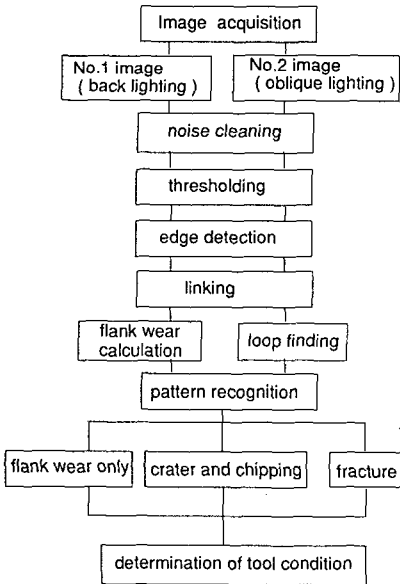 Image acquisition
No.1 image
( back lighting )
No.2 image
( oblique lighting )
noise cleaning
thresholding
edge detection
linking
flank wear
calculation
loop finding
pattern recognition
flank wear only
crater and chipping
fracture
determination of tool condition